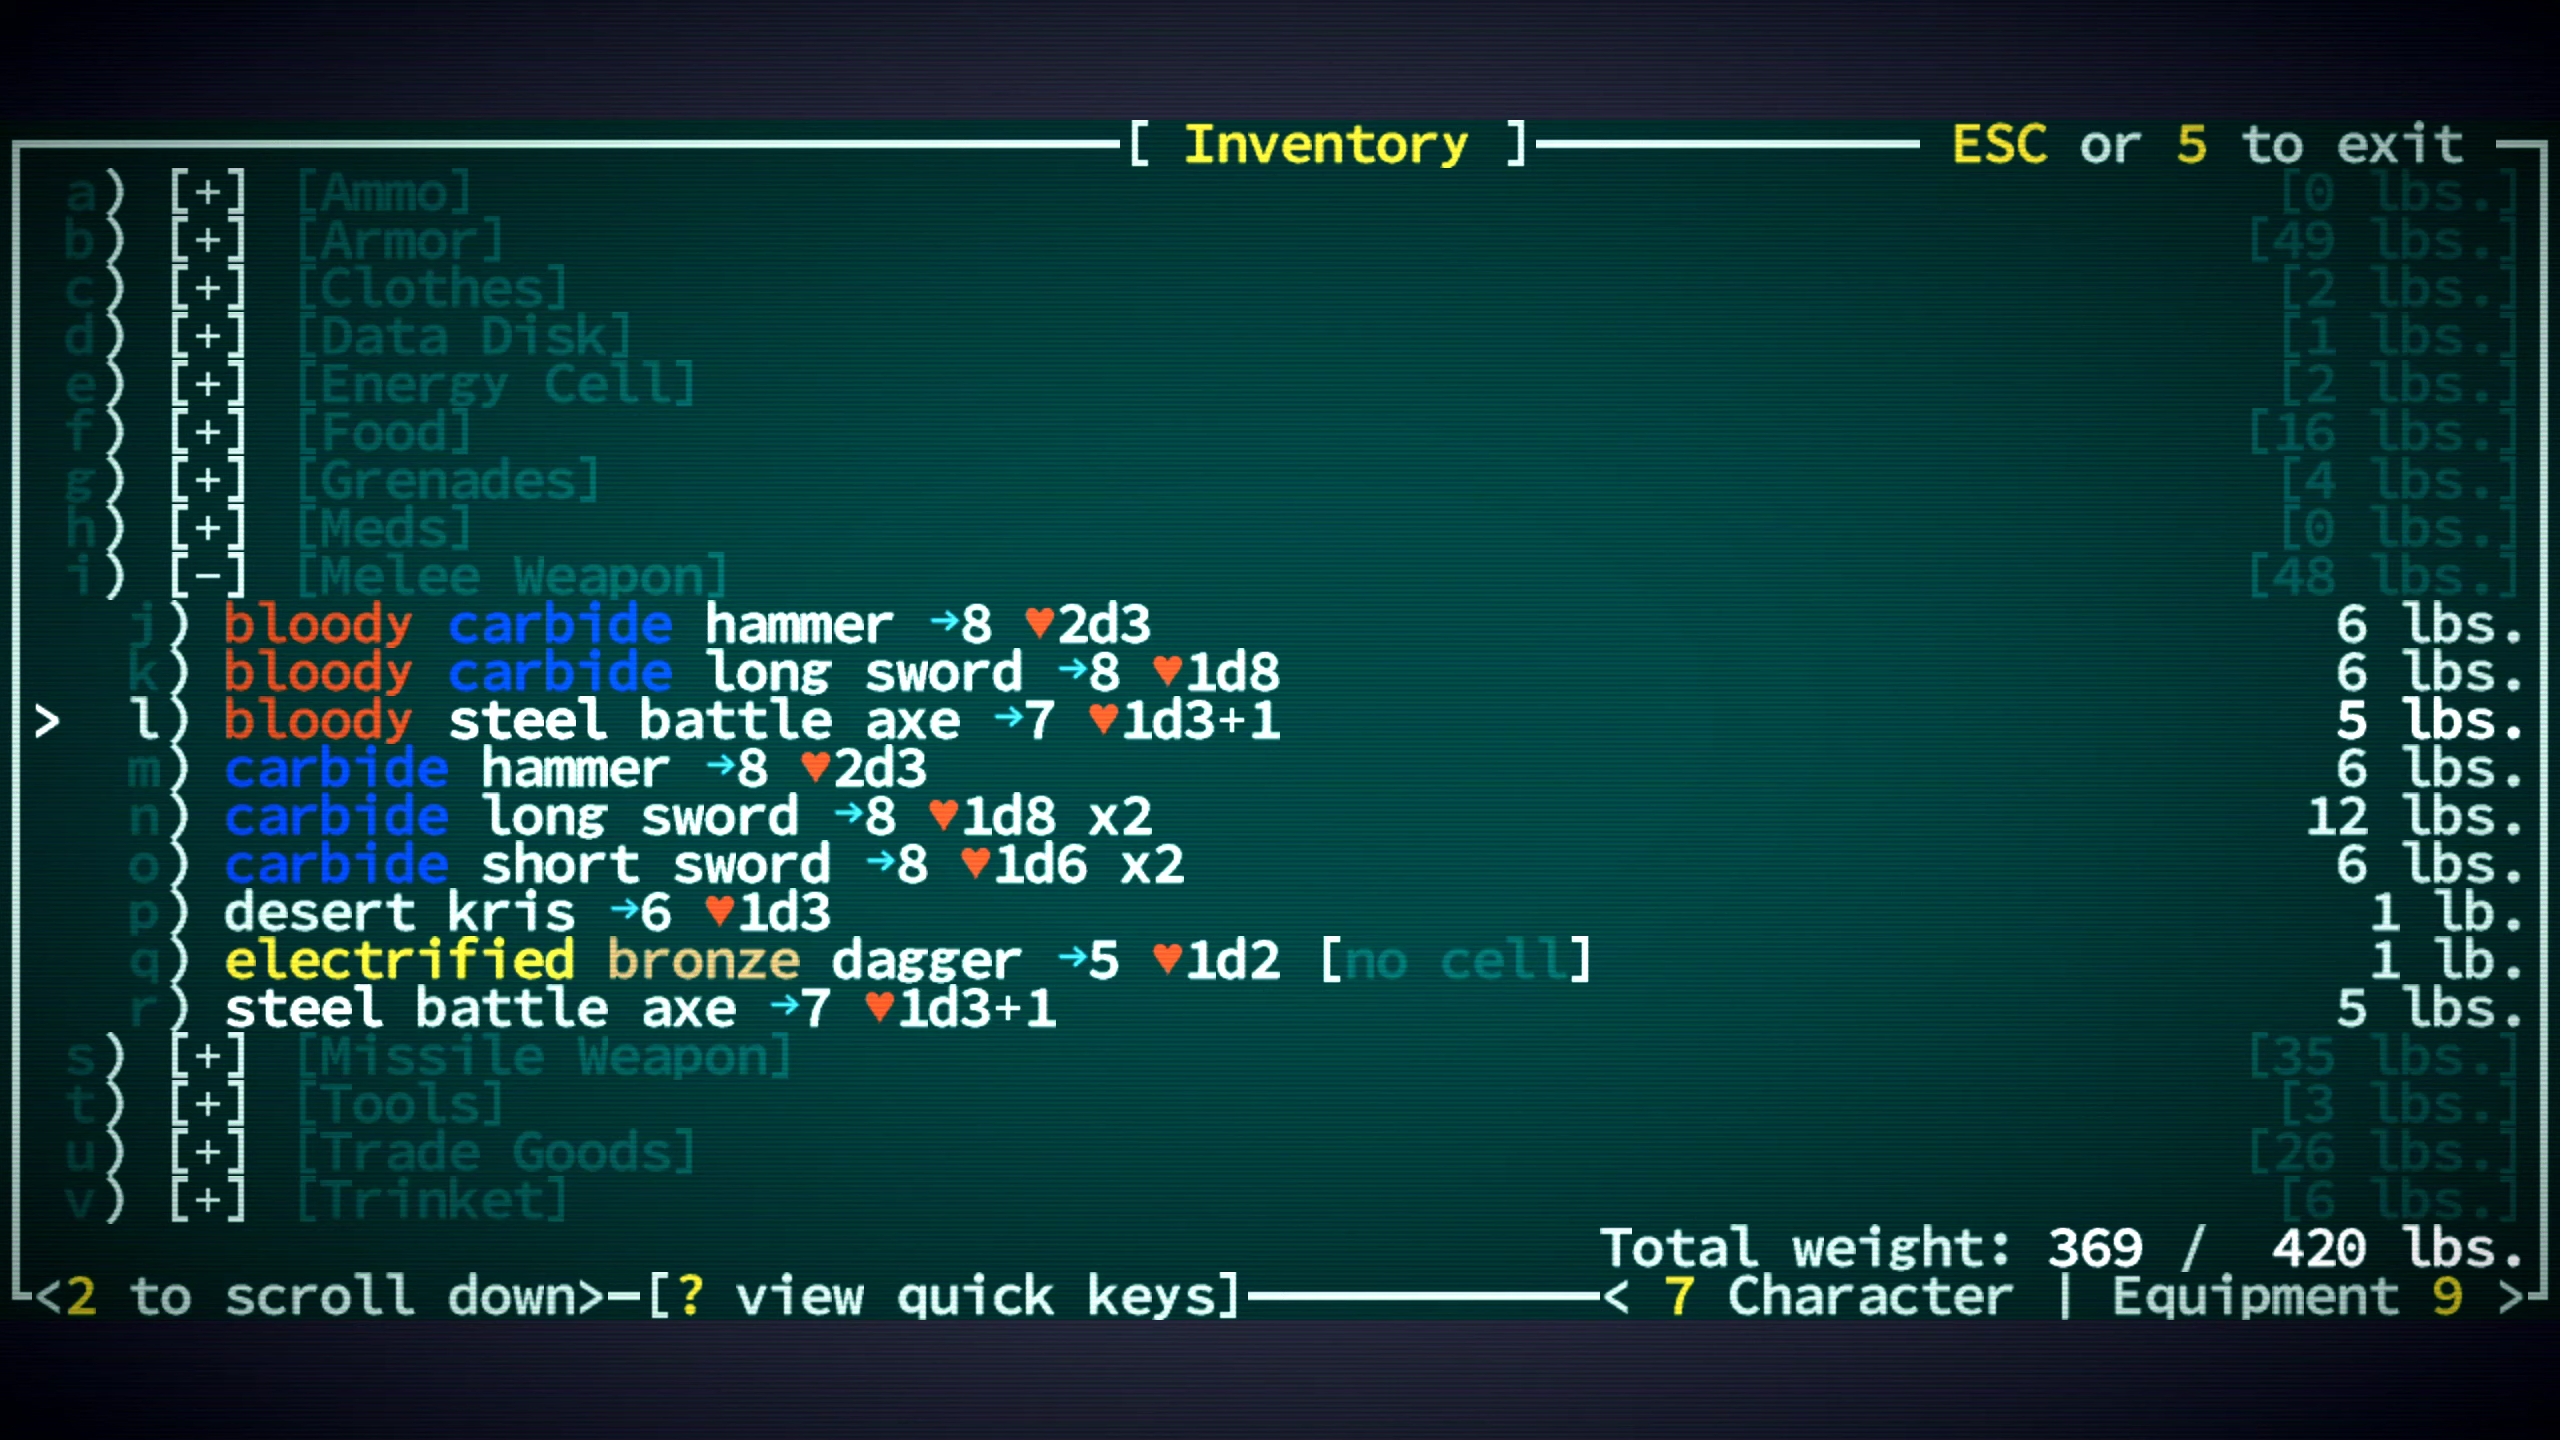 [ Inventory ] ESC or 5 to exit
a) [+] [Ammo] [0 lbs.]
b) [+] [Armor] [49 lbs.]
c) [+] [Clothes] [2 lbs.]
d) [+] [Data Disk] [1 lbs.]
e) [+] [Energy Cell] [2 lbs.]
f) [+] [Food] [16 lbs.]
g) [+] [Grenades] [4 lbs.]
h) [+] [Meds] [0 lbs.]
i) [-] [Melee Weapon] [48 lbs.]
j) bloody carbide hammer →8 ♥2d3 6 lbs.
k) bloody carbide long sword →8 ♥1d8 6 lbs.
> l) bloody steel battle axe →7 ♥1d3+1 5 lbs.
m) carbide hammer →8 ♥2d3 6 lbs.
n) carbide long sword →8 ♥1d8 x2 12 lbs.
o) carbide short sword →8 ♥1d6 x2 6 lbs.
p) desert kris →6 ♥1d3 1 lb.
q) electrified bronze dagger →5 ♥1d2 [no cell] 1 lb.
r) steel battle axe →7 ♥1d3+1 5 lbs.
s) [+] [Missile Weapon] [35 lbs.]
t) [+] [Tools] [3 lbs.]
u) [+] [Trade Goods] [26 lbs.]
v) [+] [Trinket] [6 lbs.]
Total weight: 369 / 420 lbs.
<2 to scroll down> [? view quick keys] < 7 Character | Equipment 9 >